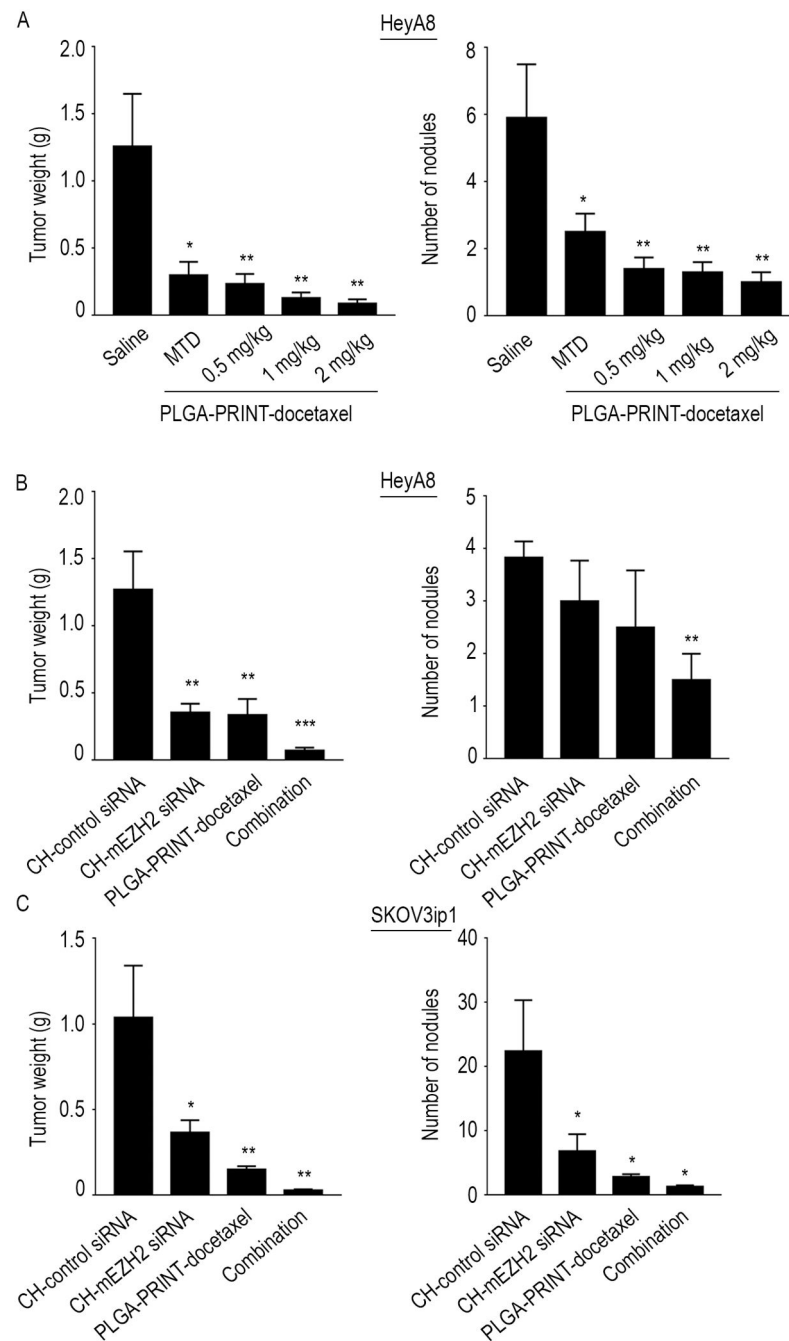 A
HeyA8
Tumor weight (g)
2.0
1.5
1.0
0.5
0
*
**
**
**
Saline
MTD
0.5 mg/kg
1 mg/kg
2 mg/kg
PLGA-PRINT-docetaxel
Number of nodules
8
6
4
2
0
*
**
**
**
Saline
MTD
0.5 mg/kg
1 mg/kg
2 mg/kg
PLGA-PRINT-docetaxel
B
HeyA8
Tumor weight (g)
2.0
1.5
1.0
0.5
0
**
**
***
CH-control siRNA
CH-mEZH2 siRNA
PLGA-PRINT-docetaxel
Combination
Number of nodules
5
4
3
2
1
0
**
CH-control siRNA
CH-mEZH2 siRNA
PLGA-PRINT-docetaxel
Combination
C
SKOV3ip1
Tumor weight (g)
1.5
1.0
0.5
0
*
**
**
CH-control siRNA
CH-mEZH2 siRNA
PLGA-PRINT-docetaxel
Combination
Number of nodules
40
30
20
10
0
*
*
*
CH-control siRNA
CH-mEZH2 siRNA
PLGA-PRINT-docetaxel
Combination